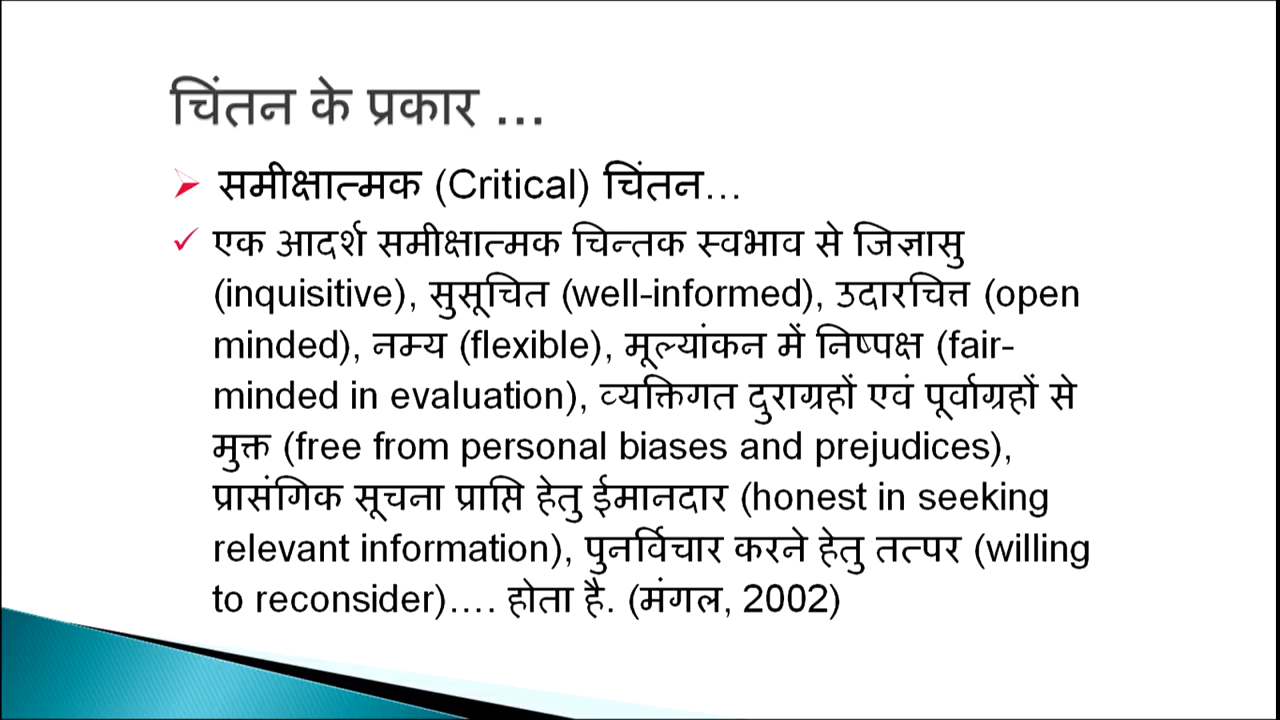 चिंतन के प्रकार ...
समीक्षात्मक (Critical) चिंतन...
एक आदर्श समीक्षात्मक चिन्तक स्वभाव से जिज्ञासु
(inquisitive), सुसूचित (well-informed), उदारचित्त (open
minded), नम्य (flexible), मूल्यांकन में निष्पक्ष (fair-
minded in evaluation), व्यक्तिगत दुराग्रहों एवं पूर्वाग्रहों से
मुक्त (free from personal biases and prejudices),
प्रासंगिक सूचना प्राप्ति हेतु ईमानदार (honest in seeking
relevant information), पुनर्विचार करने हेतु तत्पर (willing
to reconsider).... होता है. (मंगल, 2002)